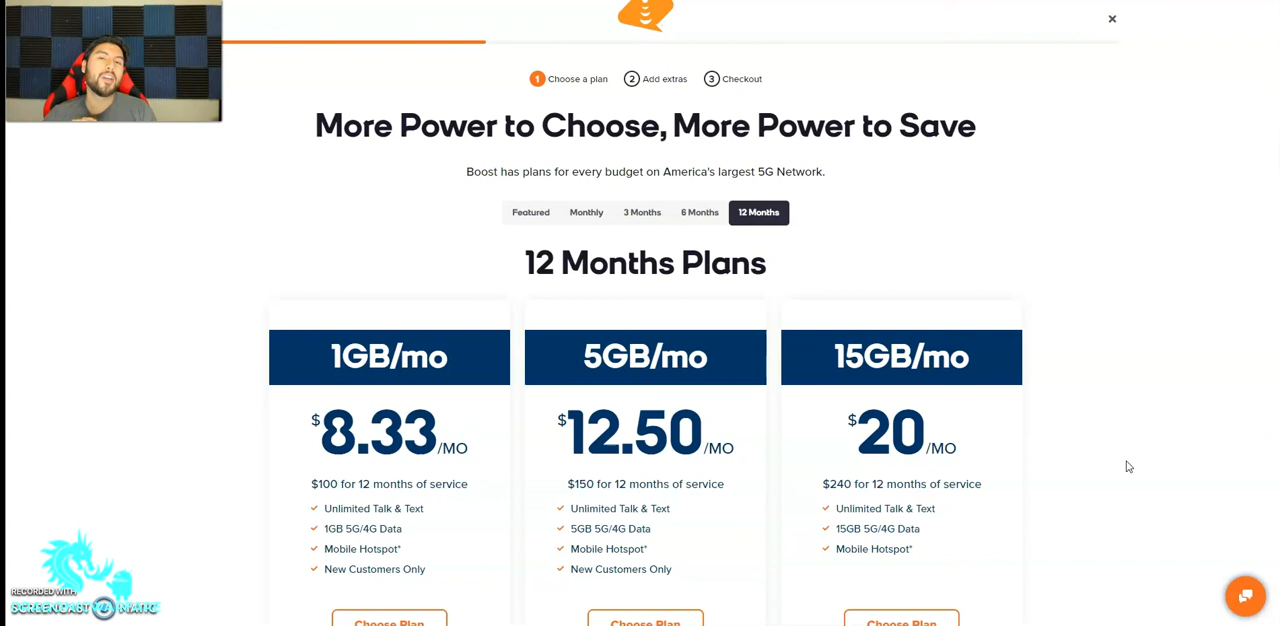 1 Choose a plan 2 Add extras 3 Checkout
More Power to Choose, More Power to Save
Boost has plans for every budget on America's largest 5G Network.
Featured Monthly 3 Months 6 Months 12 Months
12 Months Plans
1GB/mo
$8.33/MO
$100 for 12 months of service
Unlimited Talk & Text
1GB 5G/4G Data
Mobile Hotspot*
New Customers Only
Choose Plan
5GB/mo
$12.50/MO
$150 for 12 months of service
Unlimited Talk & Text
5GB 5G/4G Data
Mobile Hotspot*
New Customers Only
Choose Plan
15GB/mo
$20/MO
$240 for 12 months of service
Unlimited Talk & Text
15GB 5G/4G Data
Mobile Hotspot*
Choose Plan
RECORDED WITH